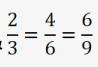 2/3 = 4/6 = 6/9